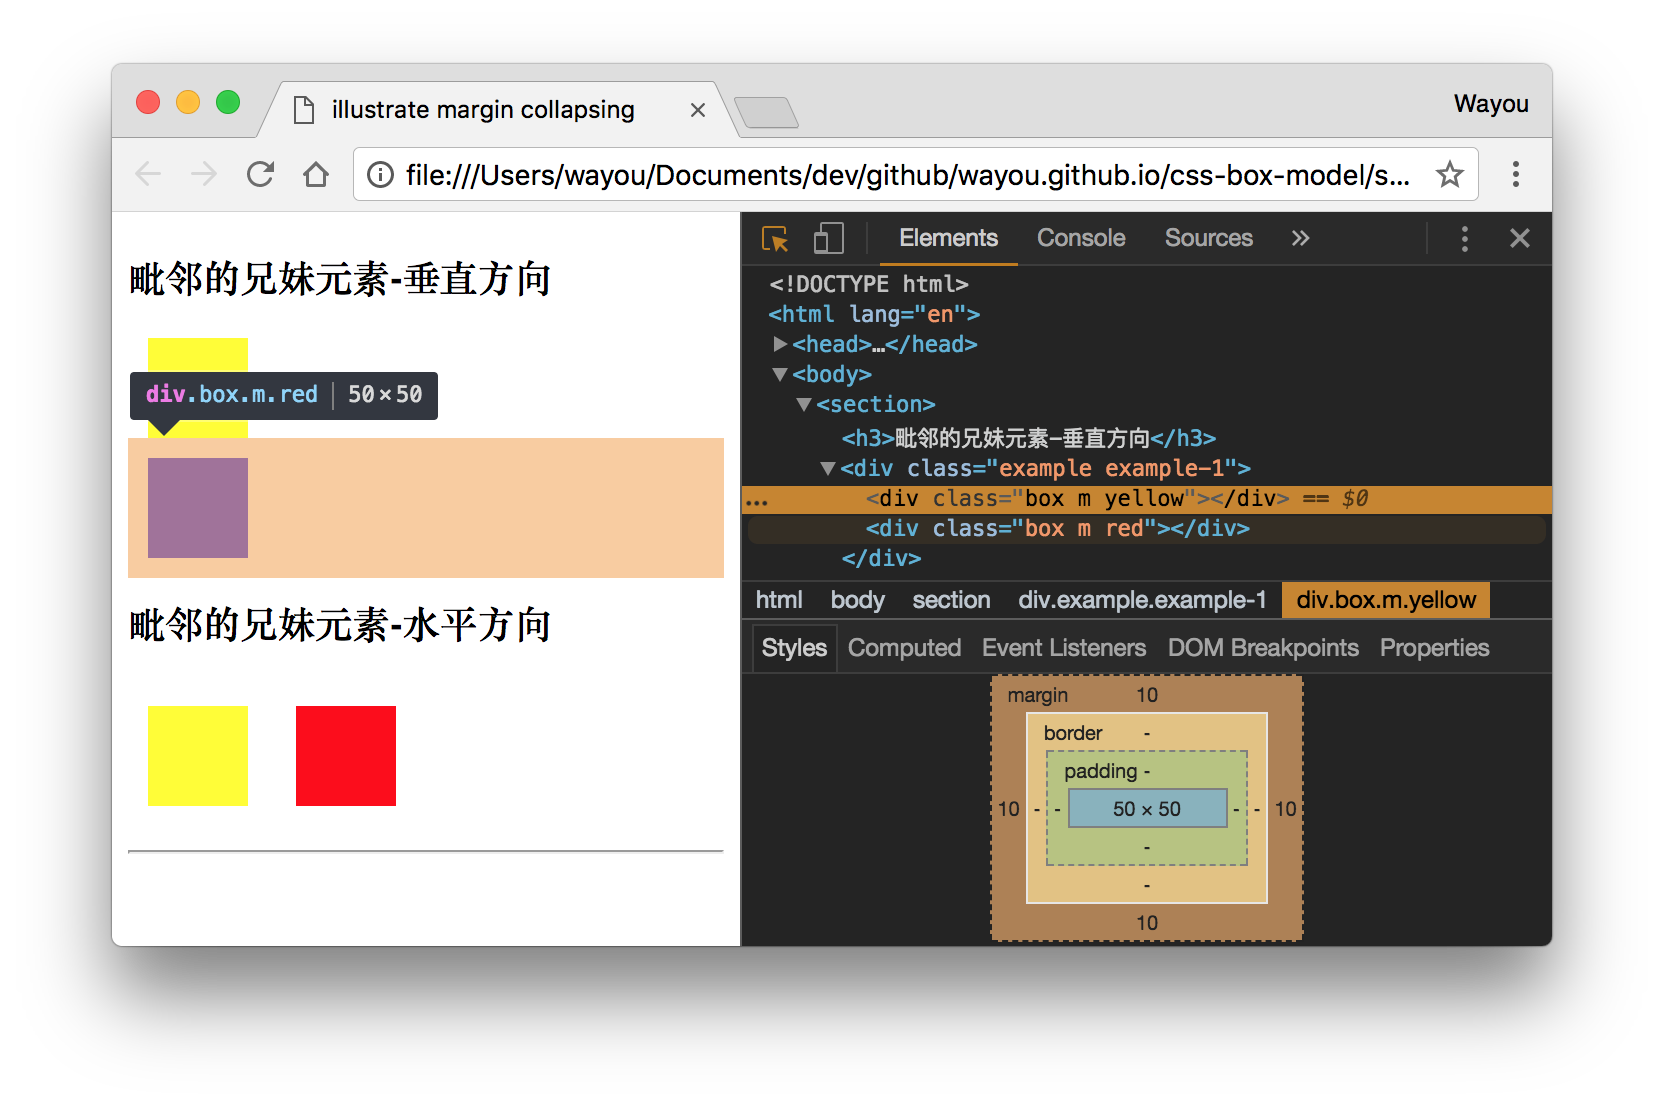 illustrate margin collapsing
Wayou
file:///Users/wayou/Documents/dev/github/wayou.github.io/css-box-model/s...
毗邻的兄妹元素-垂直方向
div.box.m.red 50×50
毗邻的兄妹元素-水平方向
Elements Console Sources »
<!DOCTYPE html>
<html lang="en">
<head>…</head>
<body>
<section>
<h3>毗邻的兄妹元素-垂直方向</h3>
<div class="example example-1">
... <div class="box m yellow"></div> == $0
<div class="box m red"></div>
</div>
html body section div.example.example-1 div.box.m.yellow
Styles Computed Event Listeners DOM Breakpoints Properties
margin 10
border -
padding -
10 - - 50 × 50 - - 10
-
-
10